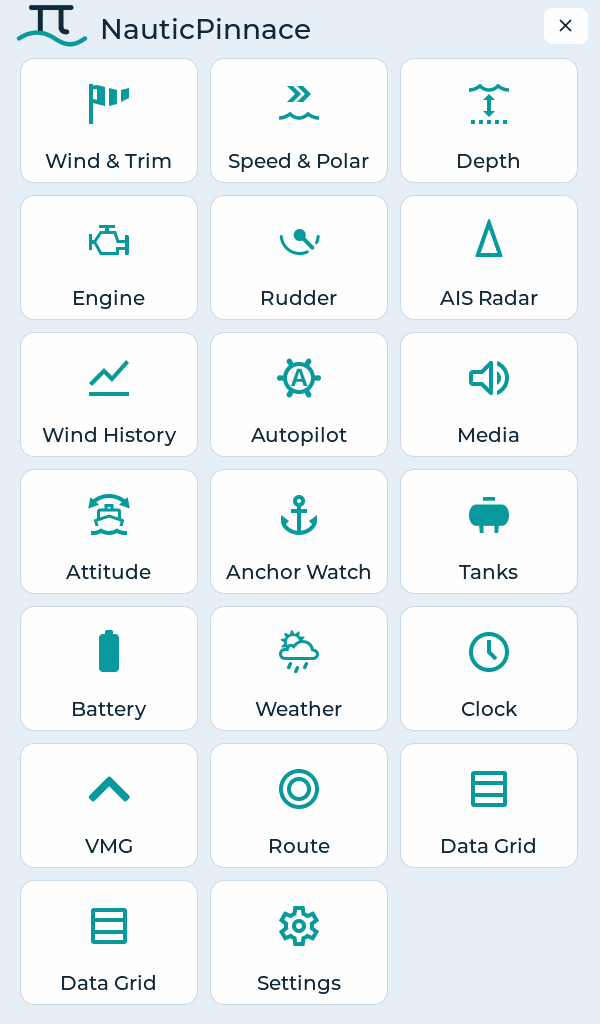 NauticPinnace
Wind & Trim
Speed & Polar
Depth
Engine
Rudder
AIS Radar
Wind History
A
Autopilot
Media
Attitude
Anchor Watch
Tanks
Battery
Weather
Clock
VMG
Route
Data Grid
Data Grid
Settings